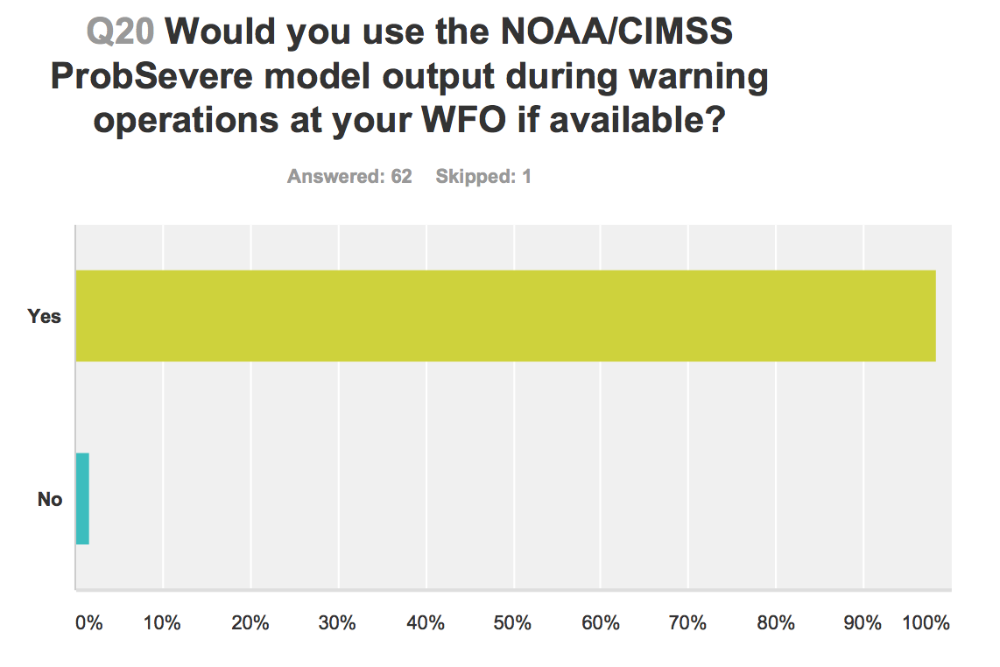 Q20 Would you use the NOAA/CIMSS
ProbSevere model output during warning
operations at your WFO if available?
Answered: 62 Skipped: 1
Yes
No
0% 10% 20% 30% 40% 50% 60% 70% 80% 90% 100%